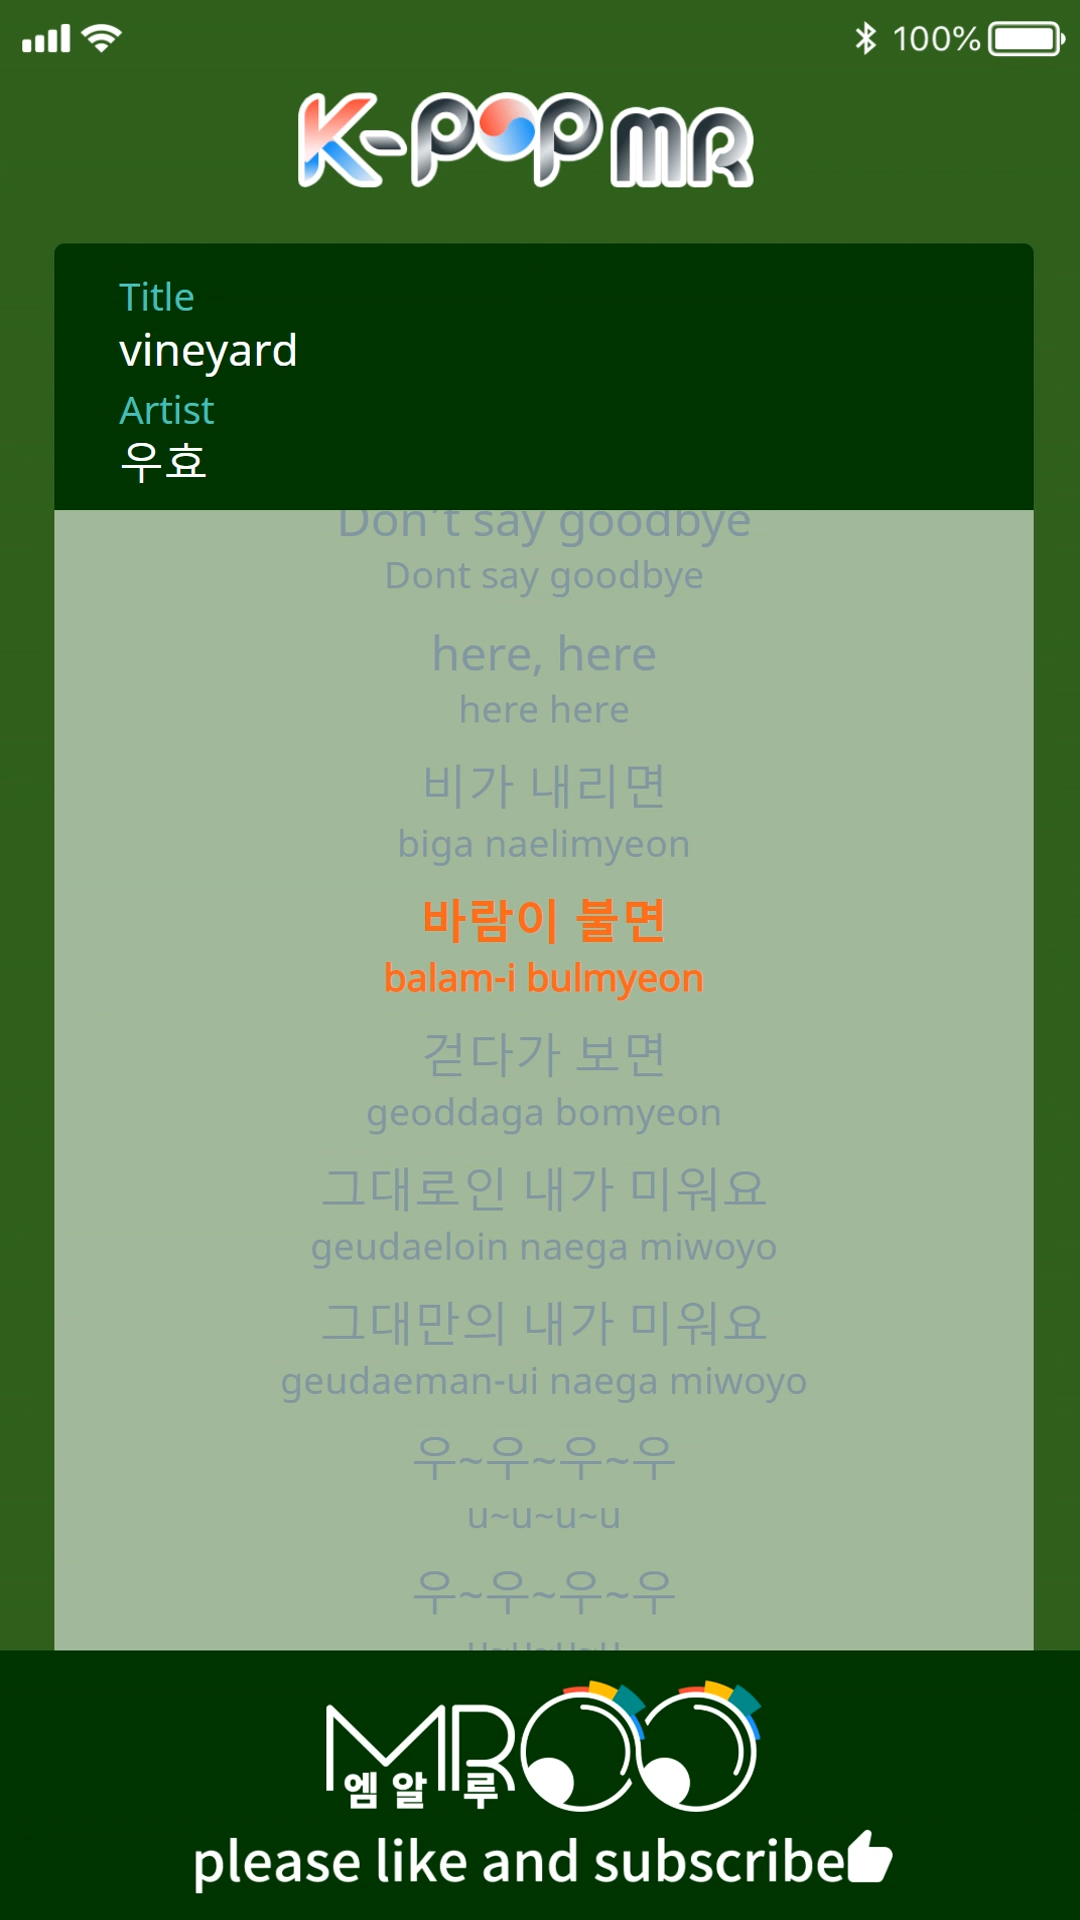 100%
K-POP MR
Title
vineyard
Artist
우효
Don't say goodbye
Dont say goodbye
here, here
here here
비가 내리면
biga naelimyeon
바람이 불면
balam-i bulmyeon
걷다가 보면
geoddaga bomyeon
그대로인 내가 미워요
geudaeloin naega miwoyo
그대만의 내가 미워요
geudaeman-ui naega miwoyo
우~우~우~우
u~u~u~u
우~우~우~우
u~u~u~u
MROO
엠알루
please like and subscribe